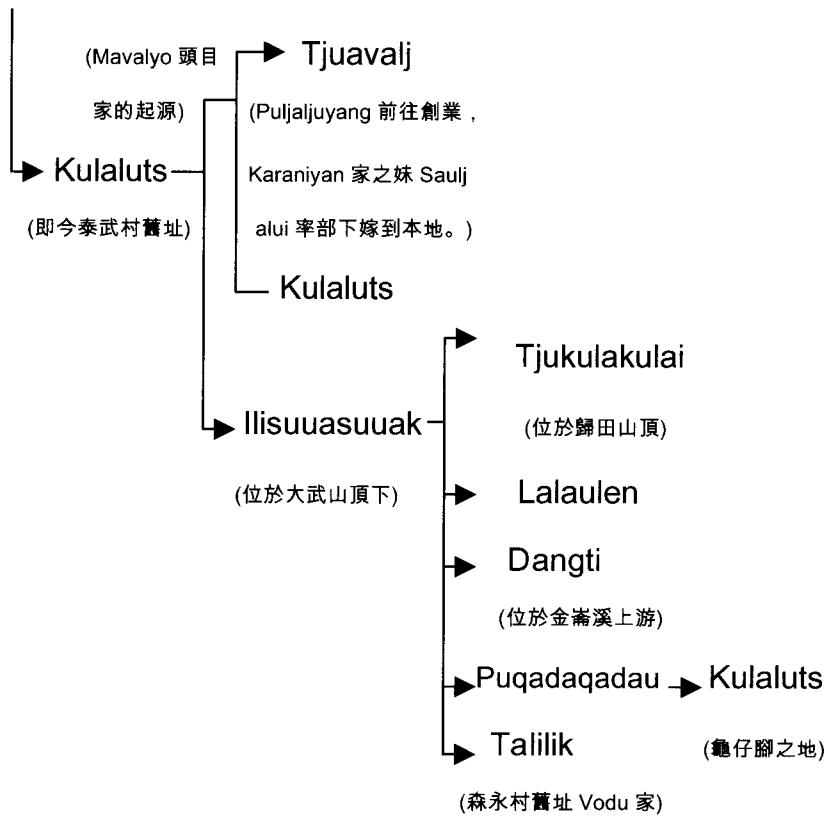 (Mavalyo 頭目
家的起源)
Tjuavalj
(Puljaljuyang 前往創業，
Karaniyan 家之妹 Saulj
alui 率部下嫁到本地。)
Kulaluts
(即今泰武村舊址)
Kulaluts
Ilisuuasuuak
(位於大武山頂下)
Tjukulakulai
(位於歸田山頂)
Lalaulen
Dangti
(位於金崙溪上游)
Puqadaqadau
Kulaluts
(龜仔腳之地)
Talilik
(森永村舊址 Vodu 家)